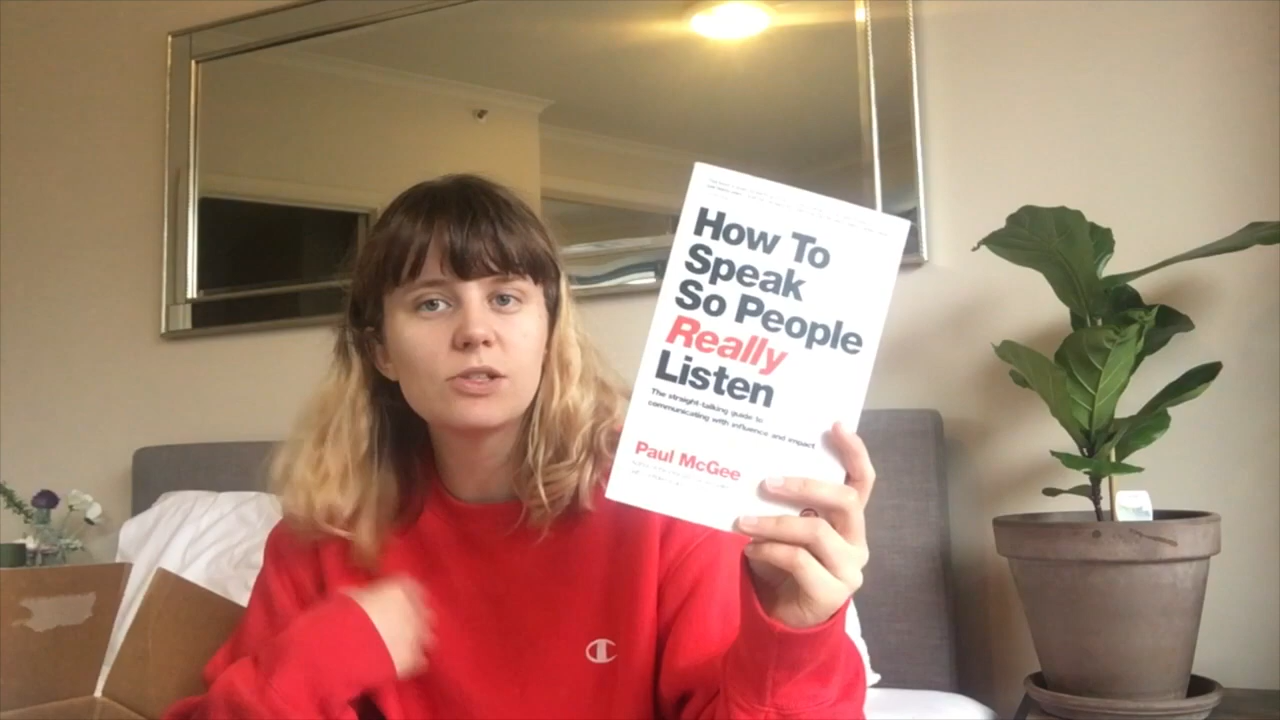 How To
Speak
So People
Really
Listen
The straight-talking guide to
communicating with influence and impact
Paul McGee